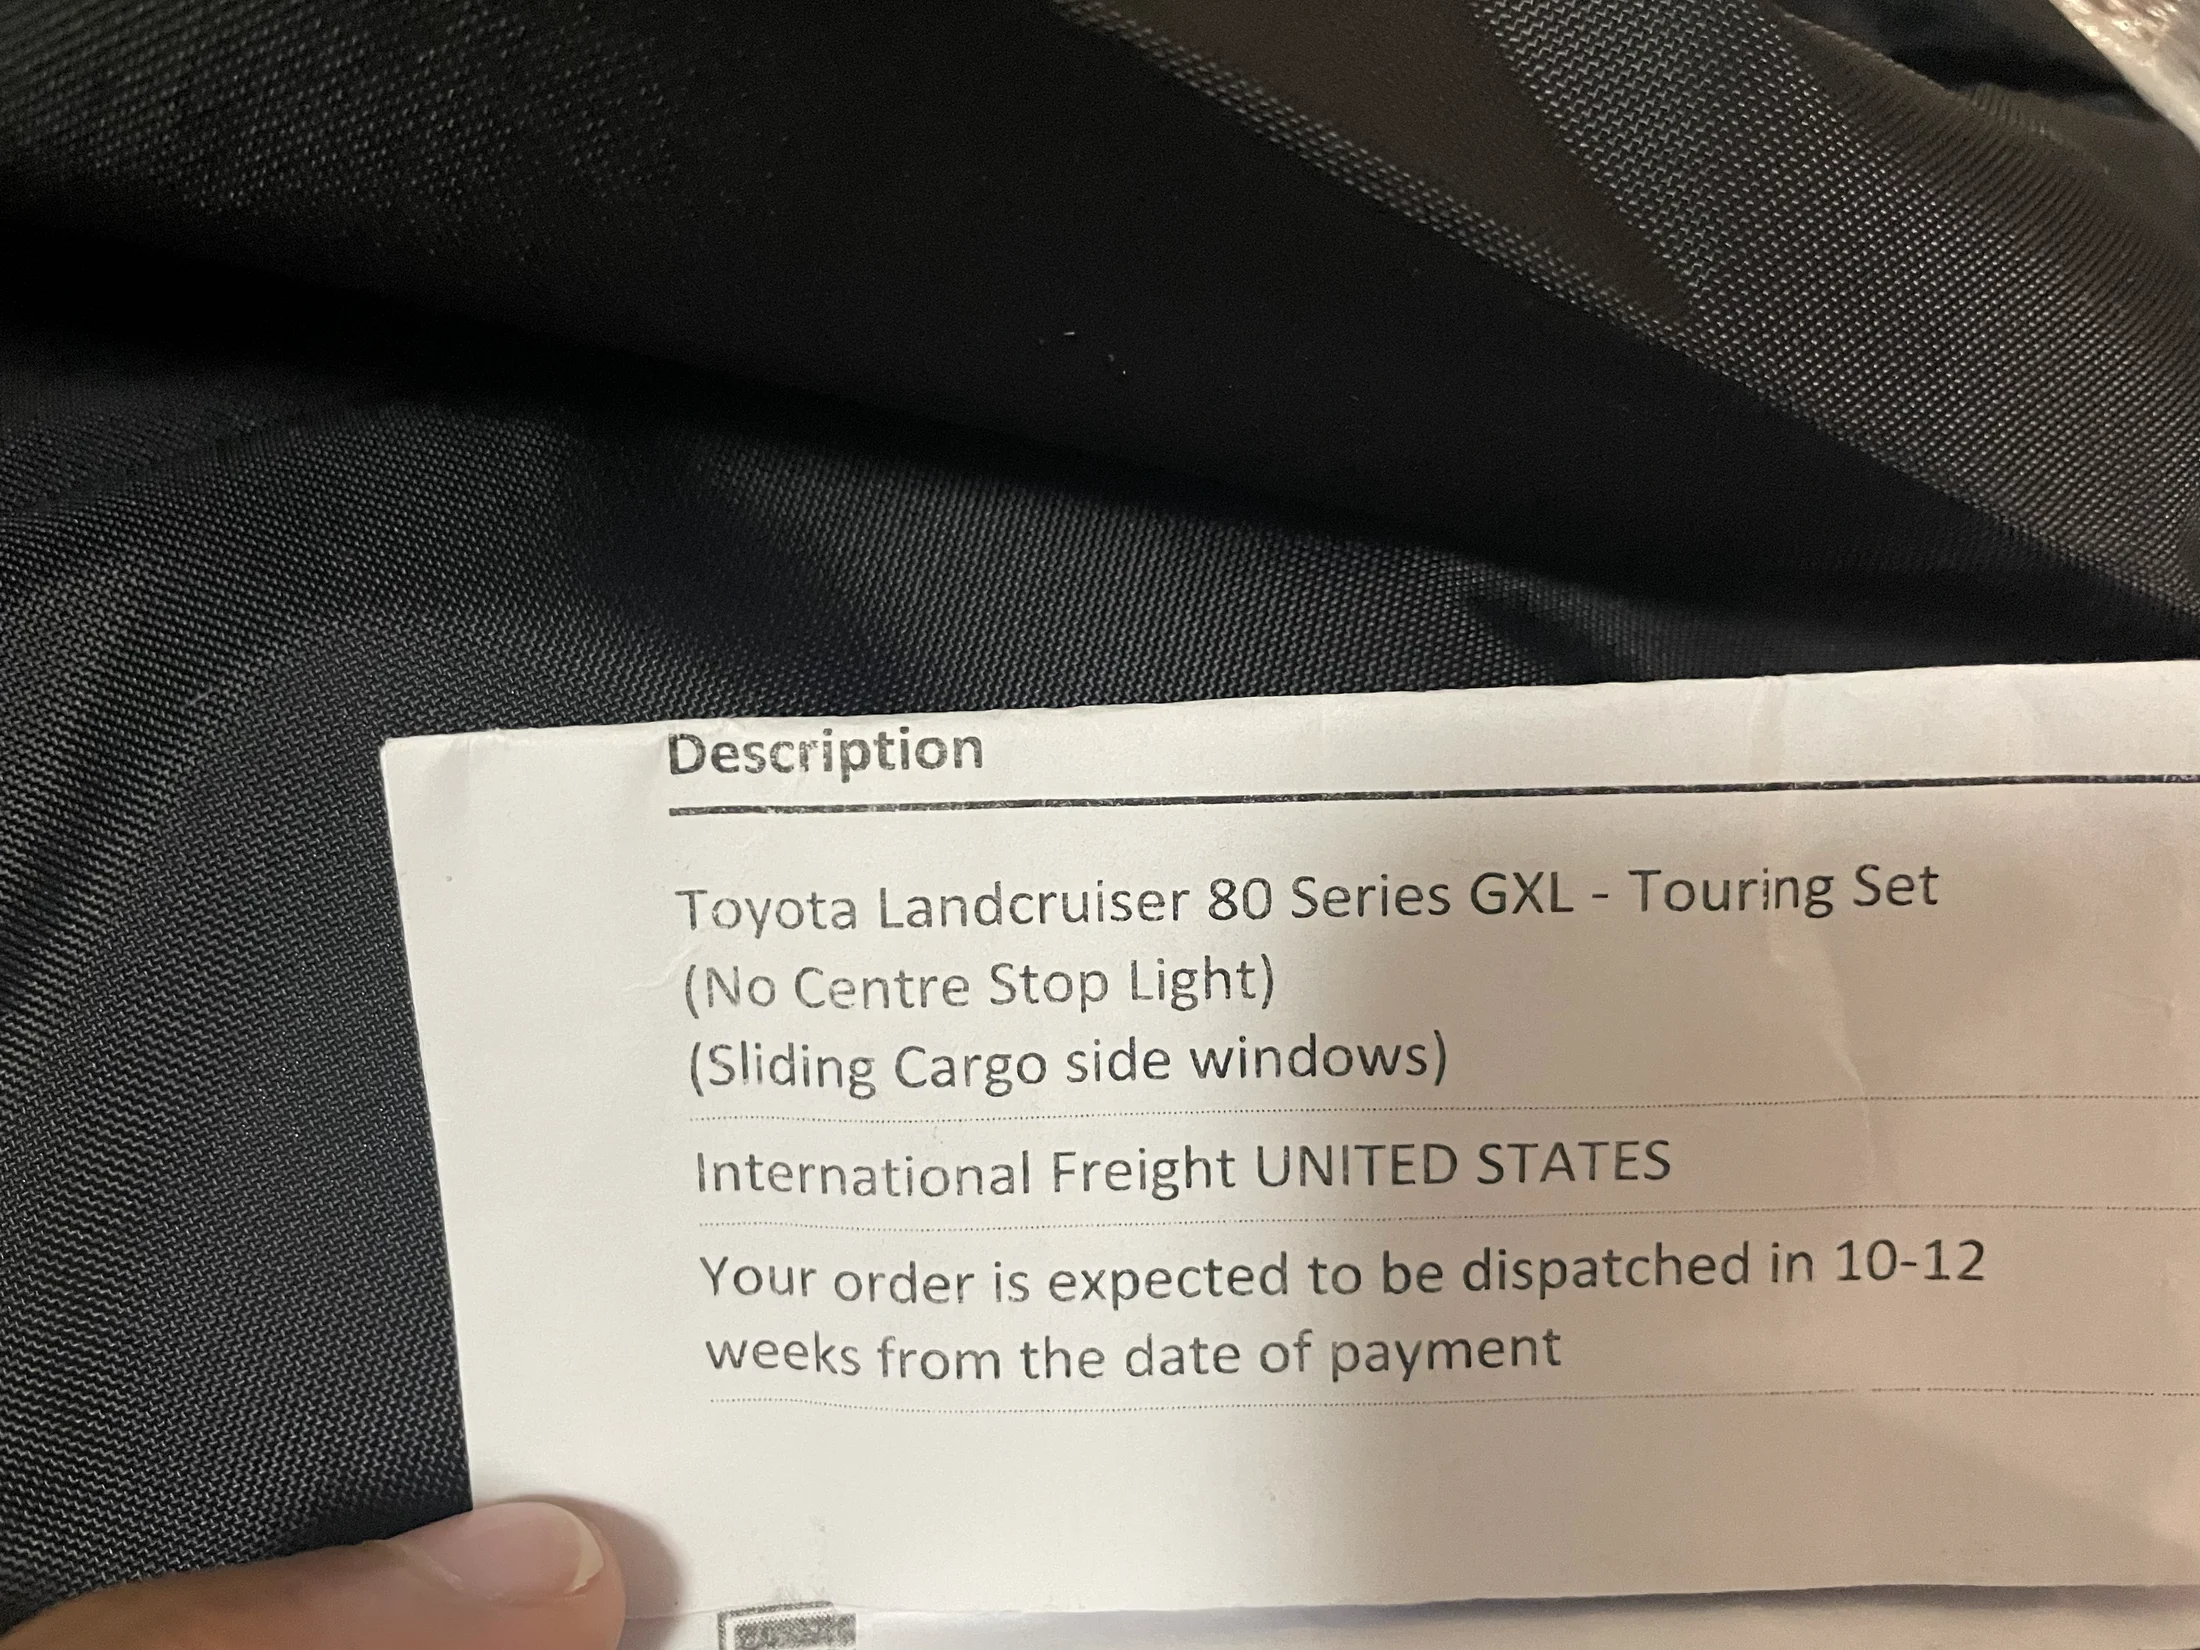 Description
Toyota Landcruiser 80 Series GXL - Touring Set
(No Centre Stop Light)
(Sliding Cargo side windows)
International Freight UNITED STATES
Your order is expected to be dispatched in 10-12
weeks from the date of payment